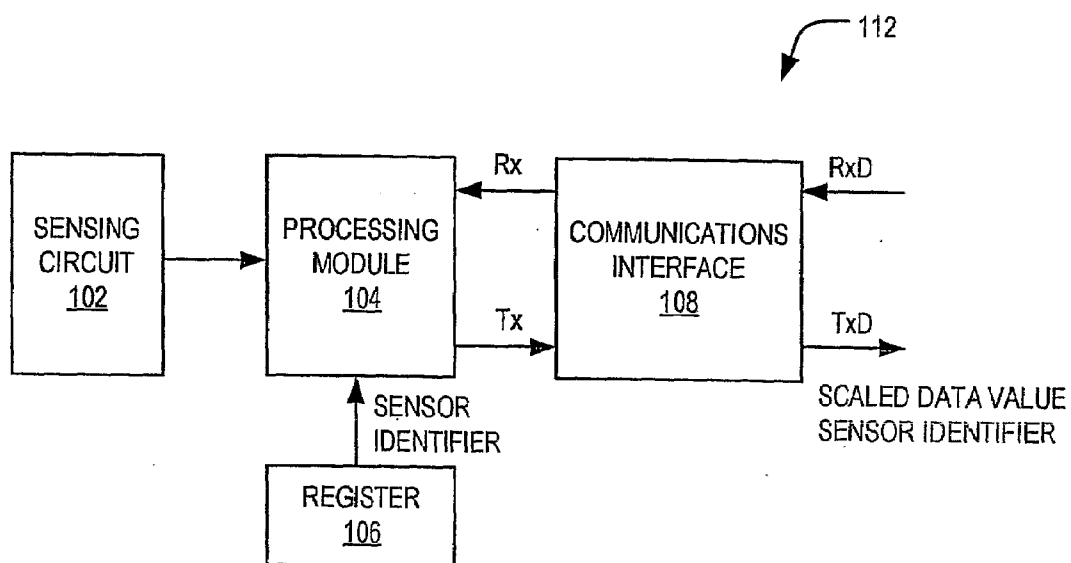 112
SENSING
CIRCUIT
102
PROCESSING
MODULE
104
Rx
Tx
COMMUNICATIONS
INTERFACE
108
RxD
TxD
SCALED DATA VALUE
SENSOR IDENTIFIER
SENSOR
IDENTIFIER
REGISTER
106